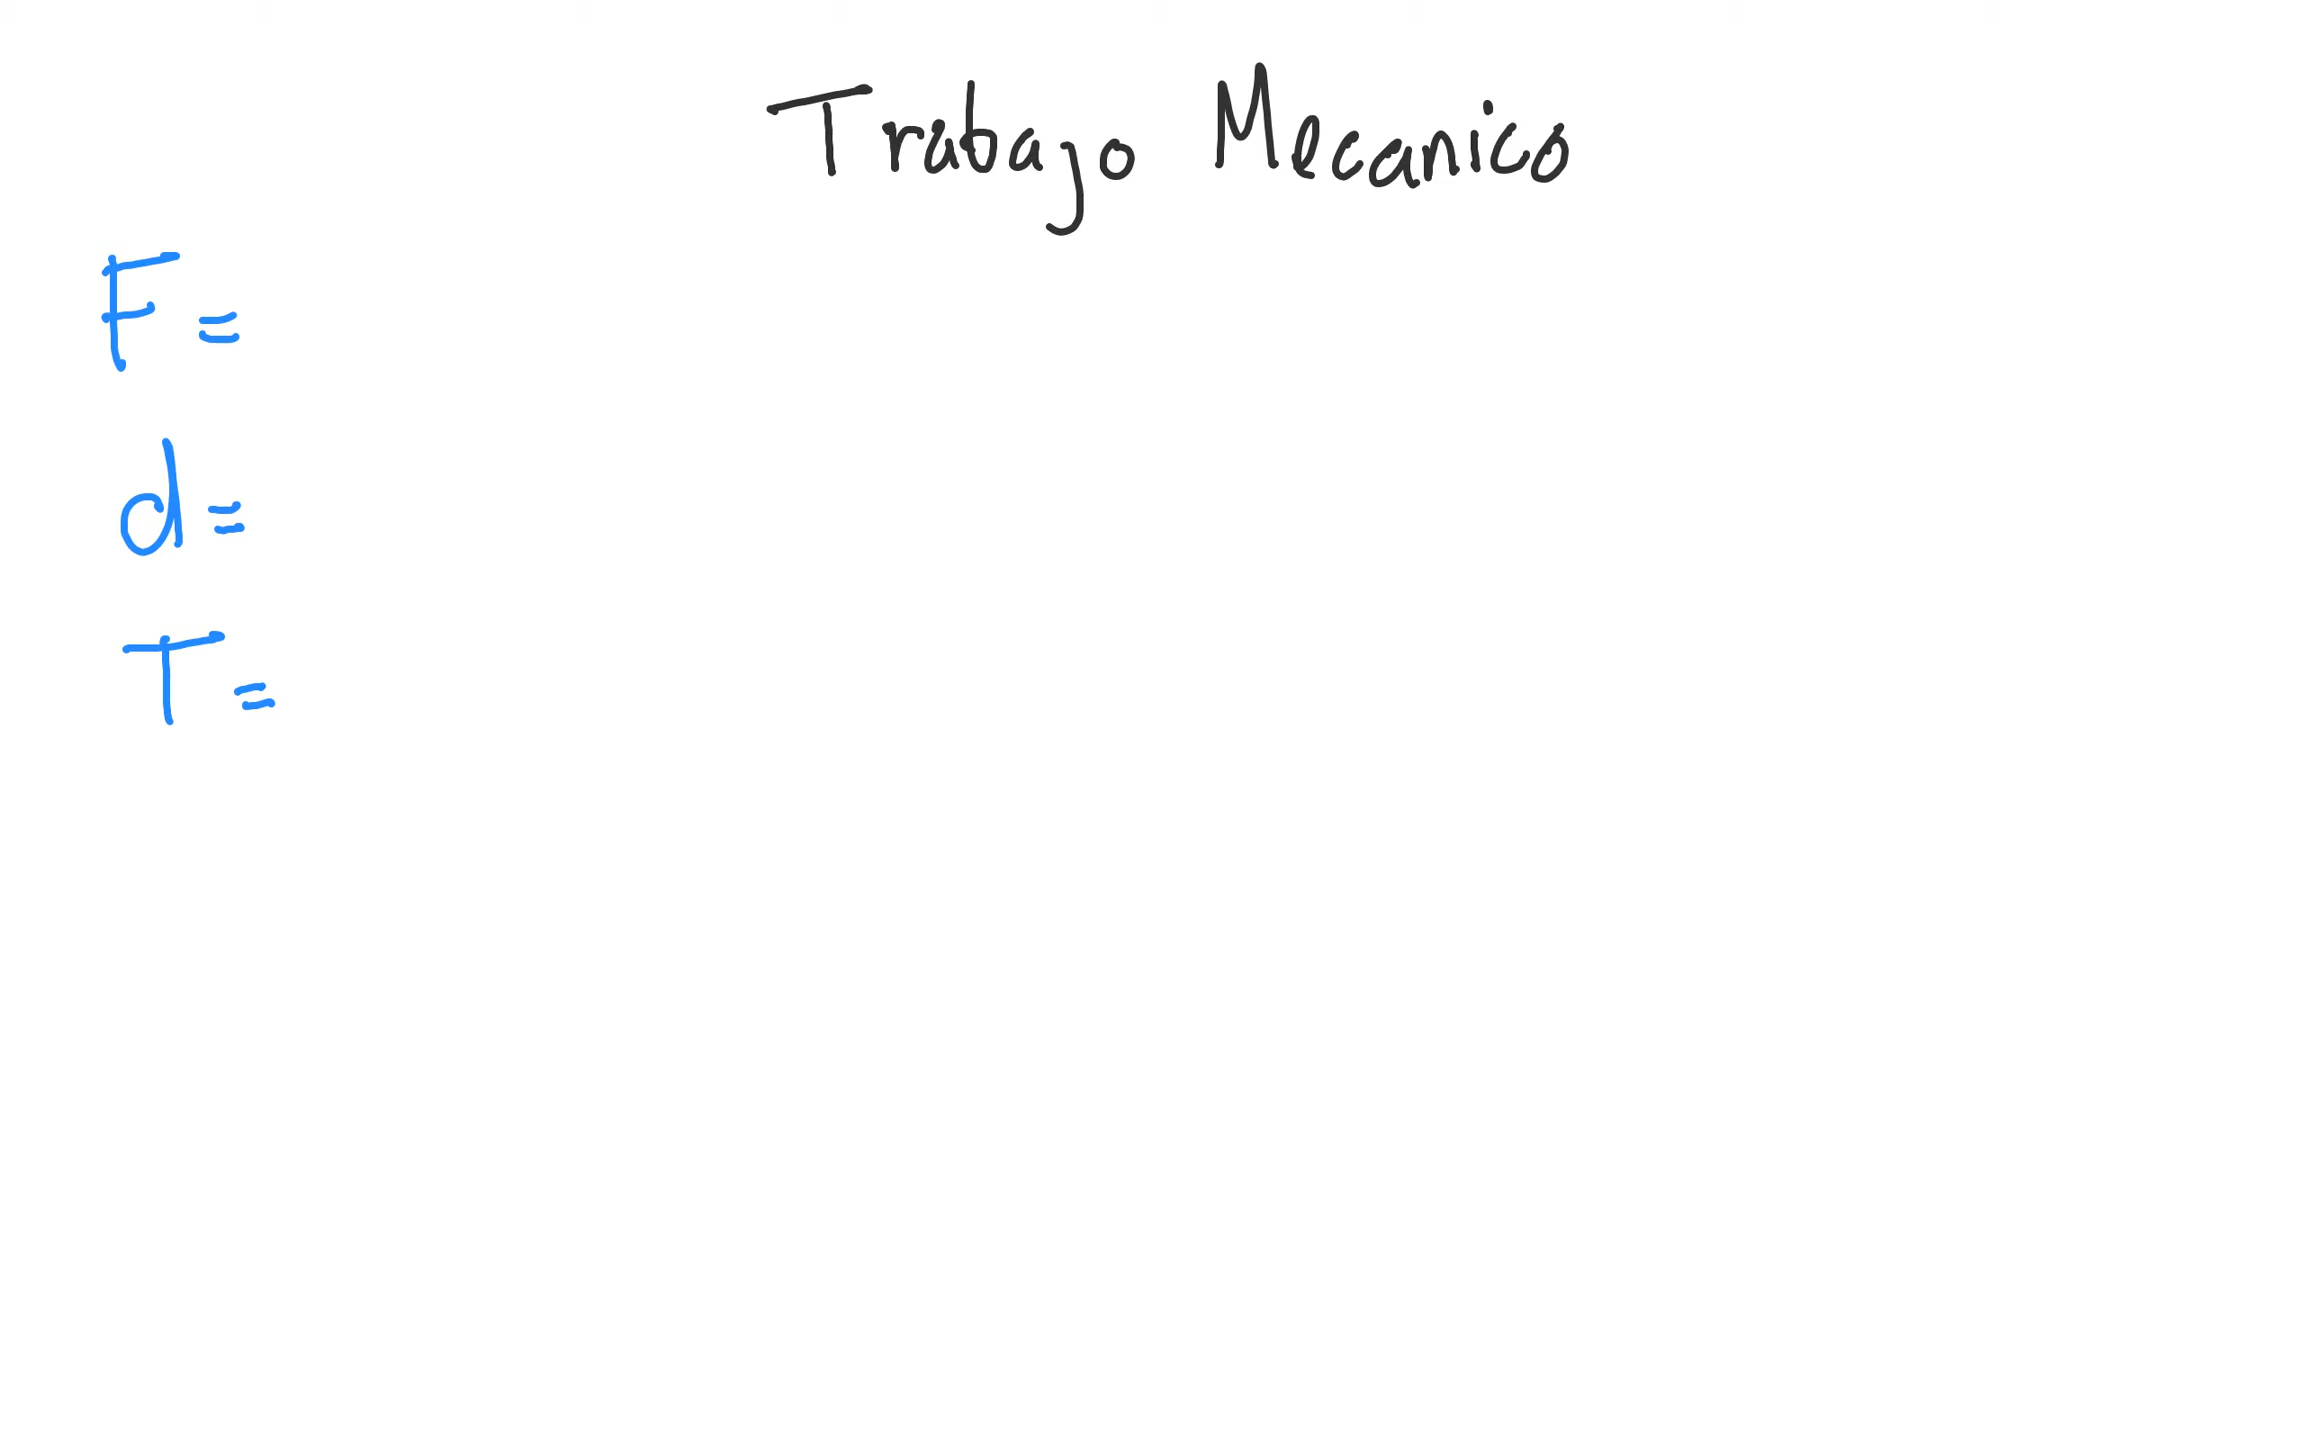 Trabajo Mecanico
F=
d=
T=